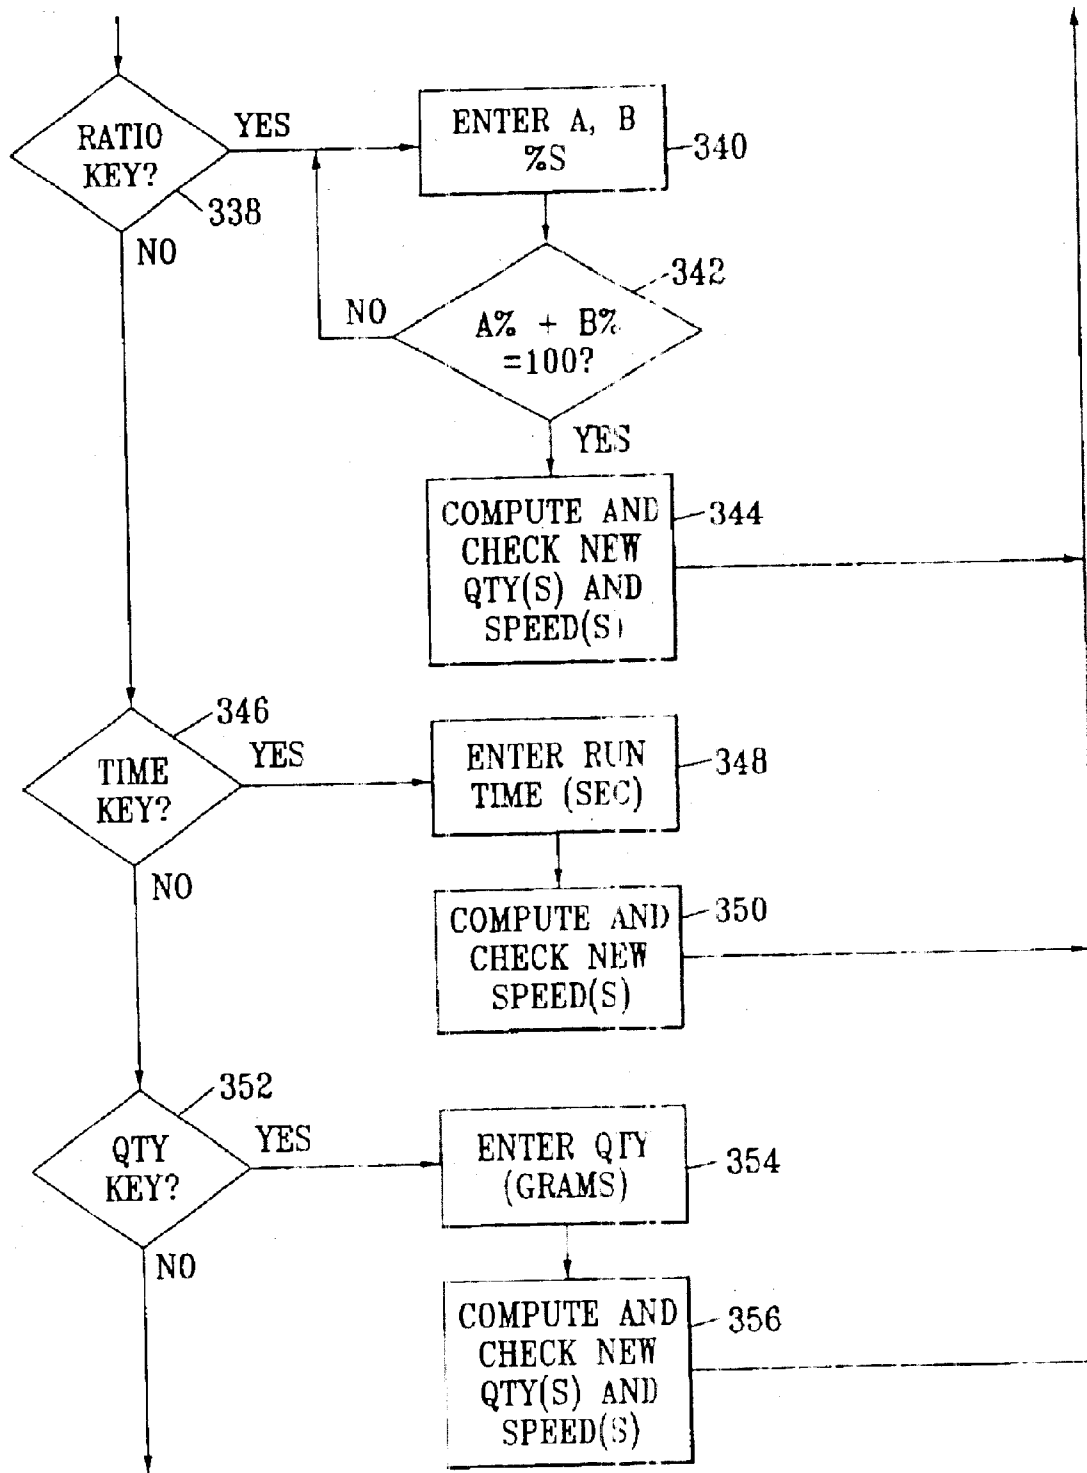 RATIO
KEY?
YES
338
NO
ENTER A, B
%S
340
342
NO
A% + B%
=100?
YES
COMPUTE AND
CHECK NEW
QTY(S) AND
SPEED(S)
344
346
TIME
KEY?
YES
NO
ENTER RUN
TIME (SEC)
348
COMPUTE AND
CHECK NEW
SPEED(S)
350
352
QTY
KEY?
YES
NO
ENTER QTY
(GRAMS)
354
COMPUTE AND
CHECK NEW
QTY(S) AND
SPEED(S)
356